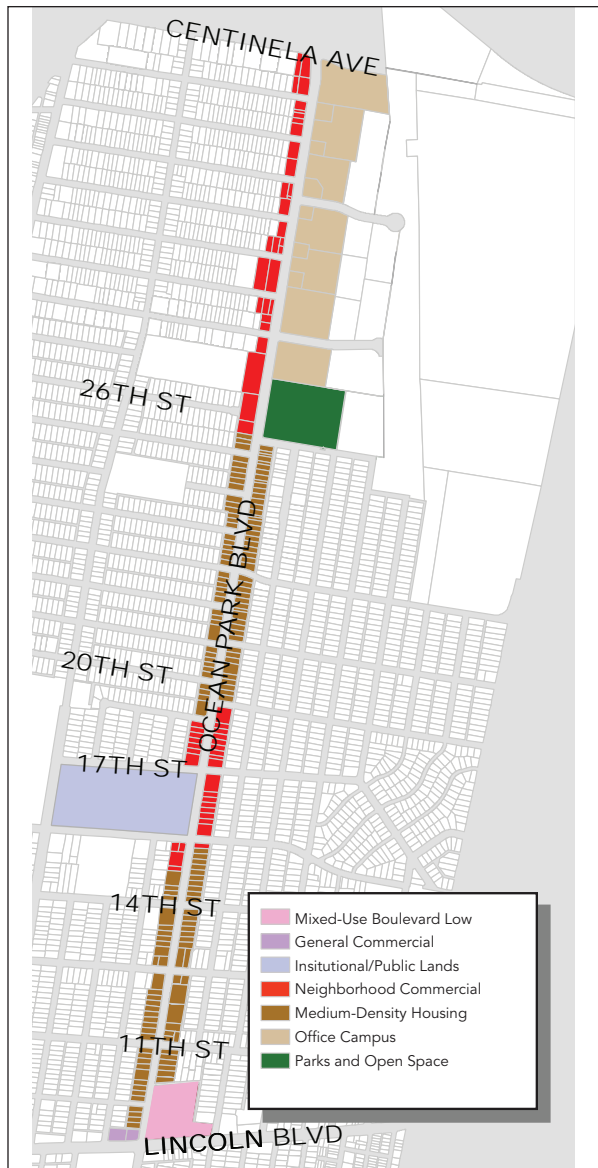 CENTINELA AVE
26TH ST
OCEAN PARK BLVD
20TH ST
17TH ST
14TH ST
11TH ST
LINCOLN BLVD
Mixed-Use Boulevard Low
General Commercial
Insitutional/Public Lands
Neighborhood Commercial
Medium-Density Housing
Office Campus
Parks and Open Space